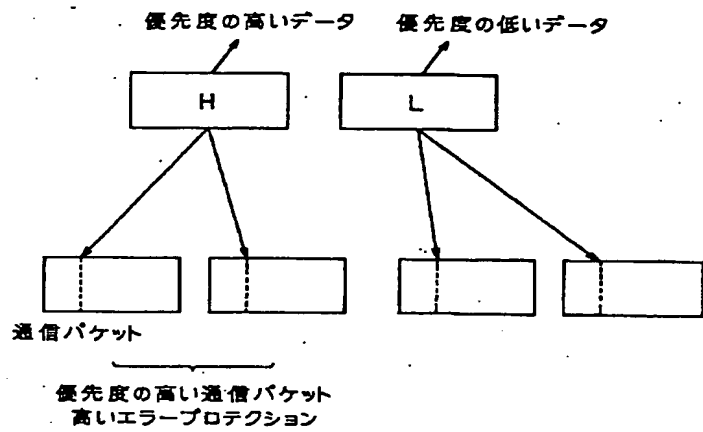 優先度の高いデータ
優先度の低いデータ
H
L
通信パケット
優先度の高い通信パケット
高いエラープロテクション